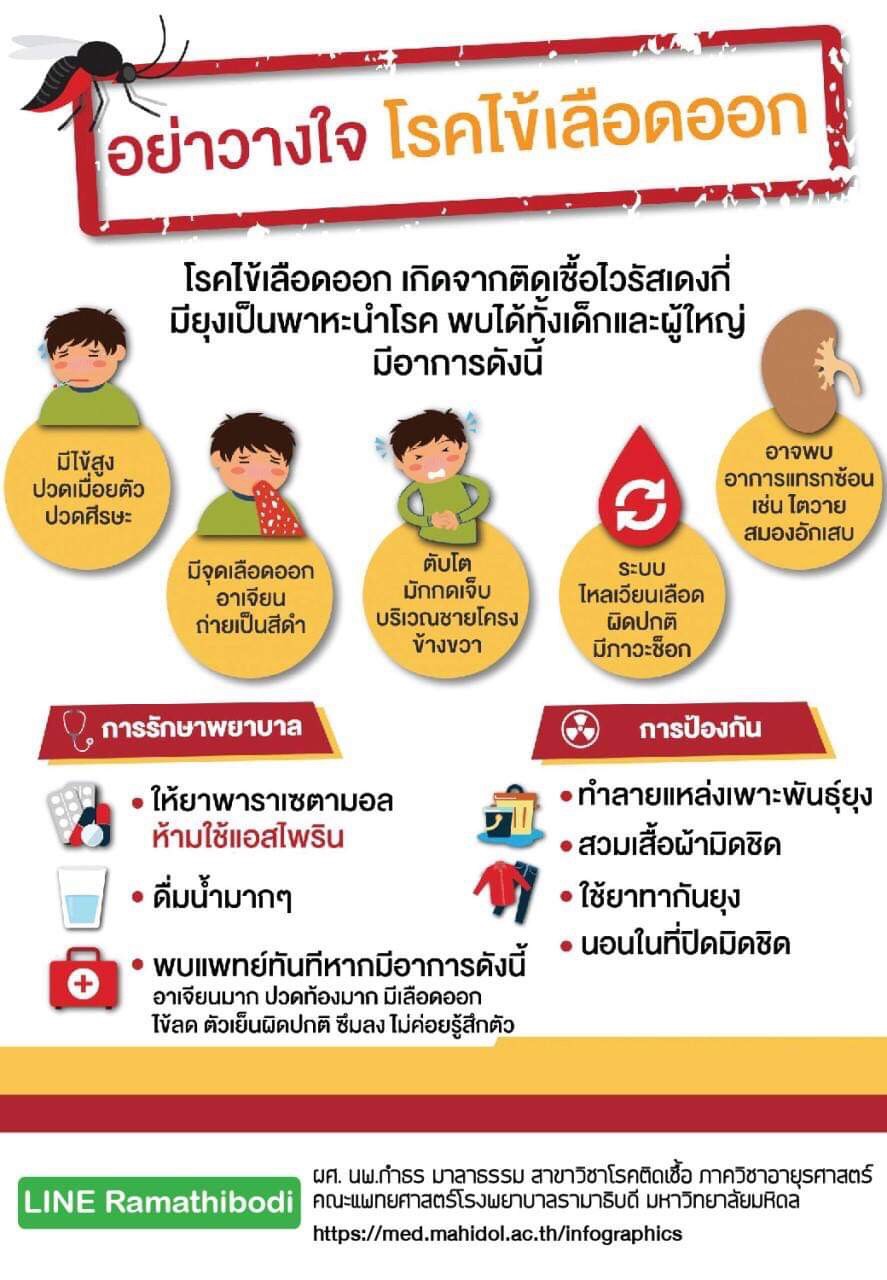 อย่าวางใจ โรคไข้เลือดออก
โรคไข้เลือดออก เกิดจากติดเชื้อไวรัสเดงกี่
มียุงเป็นพาหะนำโรค พบได้ทั้งเด็กและผู้ใหญ่
มีอาการดังนี้
มีไข้สูง
ปวดเมื่อยตัว
ปวดศีรษะ
มีจุดเลือดออก
อาเจียน
ถ่ายเป็นสีดำ
ตับโต
มักกดเจ็บ
บริเวณชายโครง
ข้างขวา
ระบบ
ไหลเวียนเลือด
ผิดปกติ
มีภาวะช็อก
อาจพบ
อาการแทรกซ้อน
เช่น ไตวาย
สมองอักเสบ
การรักษาพยาบาล
• ให้ยาพาราเซตามอล
ห้ามใช้แอสไพริน
• ดื่มน้ำมากๆ
• พบแพทย์ทันทีหากมีอาการดังนี้
อาเจียนมาก ปวดท้องมาก มีเลือดออก
ไข้ลด ตัวเย็นผิดปกติ ซึมลง ไม่ค่อยรู้สึกตัว
การป้องกัน
• ทำลายแหล่งเพาะพันธุ์ยุง
• สวมเสื้อผ้ามิดชิด
• ใช้ยาทากันยุง
• นอนในที่ปิดมิดชิด
LINE Ramathibodi
ผศ. นพ.กำธร มาลาธรรม สาขาวิชาโรคติดเชื้อ ภาควิชาอายุรศาสตร์
คณะแพทยศาสตร์โรงพยาบาลรามาธิบดี มหาวิทยาลัยมหิดล
https://med.mahidol.ac.th/infographics